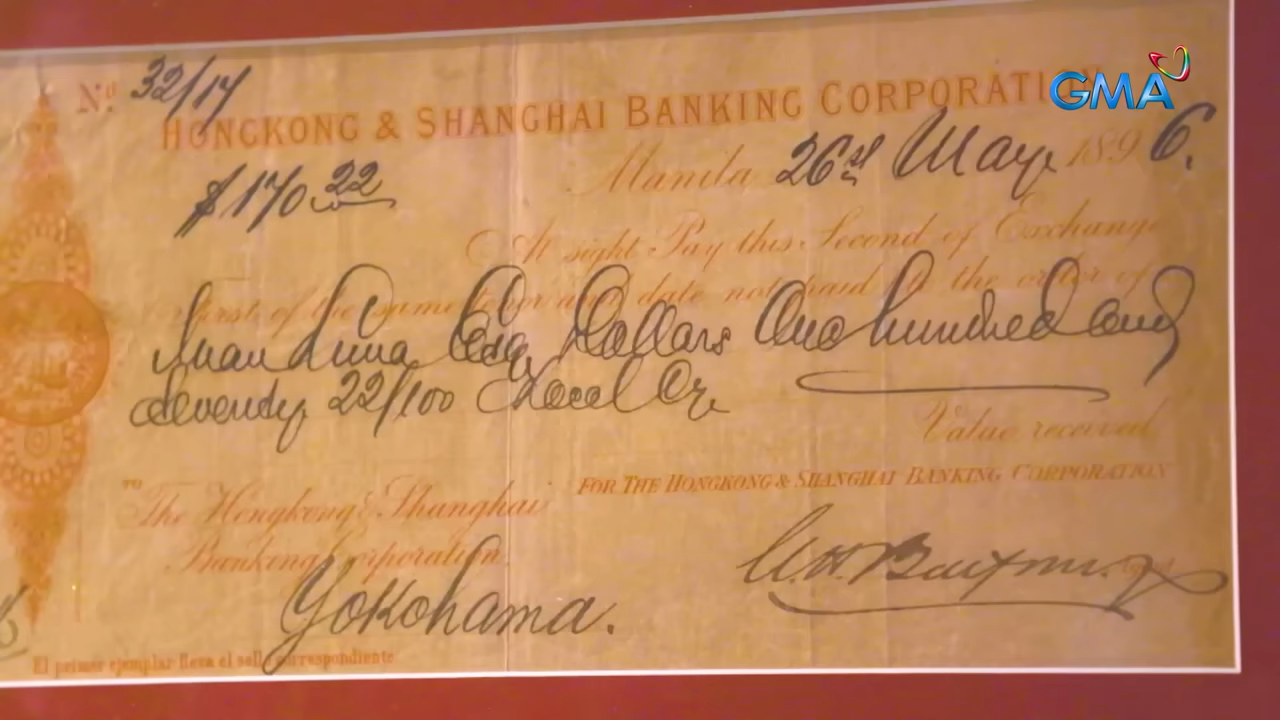 GMA
Nº 32/14
HONGKONG & SHANGHAI BANKING CORPORATION
$170.22
Manila, 26 May 1896.
At sight Pay this Second of Exchange
first of the same tenor and date not paid to the order of
Juan Luna Esq Dollars One hundred and
Seventy 22/100 Local Cy.
Value received
TO
The Hongkong & Shanghai
Banking Corporation,
FOR THE HONGKONG & SHANGHAI BANKING CORPORATION
Yokohama.
El primer ejemplar lleva el sello correspondiente